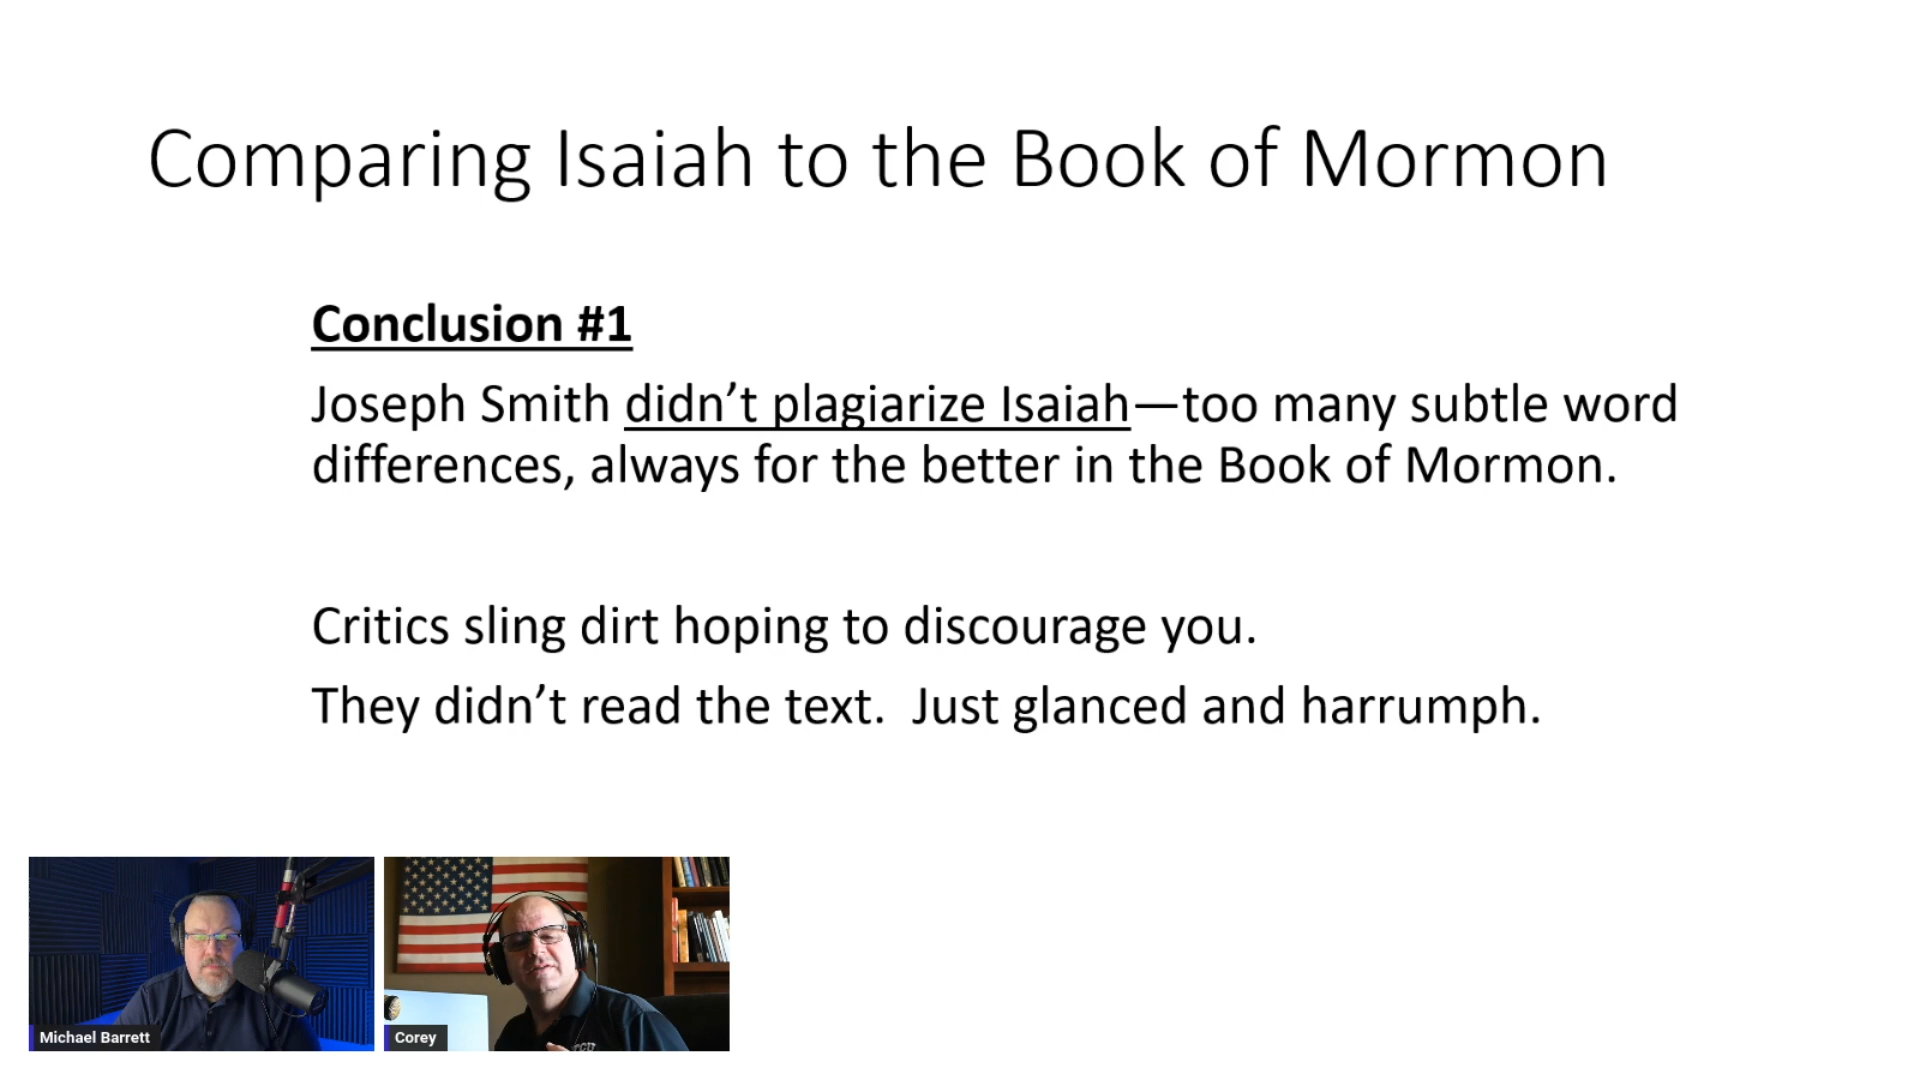 Comparing Isaiah to the Book of Mormon
Conclusion #1
Joseph Smith didn’t plagiarize Isaiah—too many subtle word
differences, always for the better in the Book of Mormon.
Critics sling dirt hoping to discourage you.
They didn’t read the text.  Just glanced and harrumph.
Michael Barrett
Corey